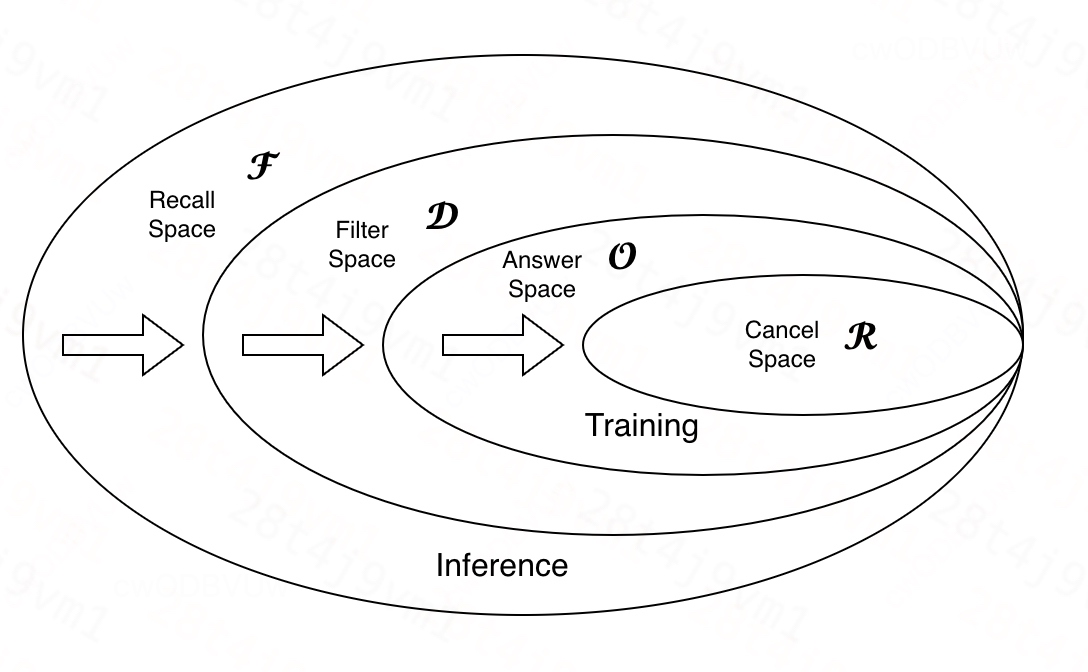 Recall
Space
ℱ
Filter
Space
𝒟
Answer
Space
𝒪
Cancel
Space
ℛ
Training
Inference